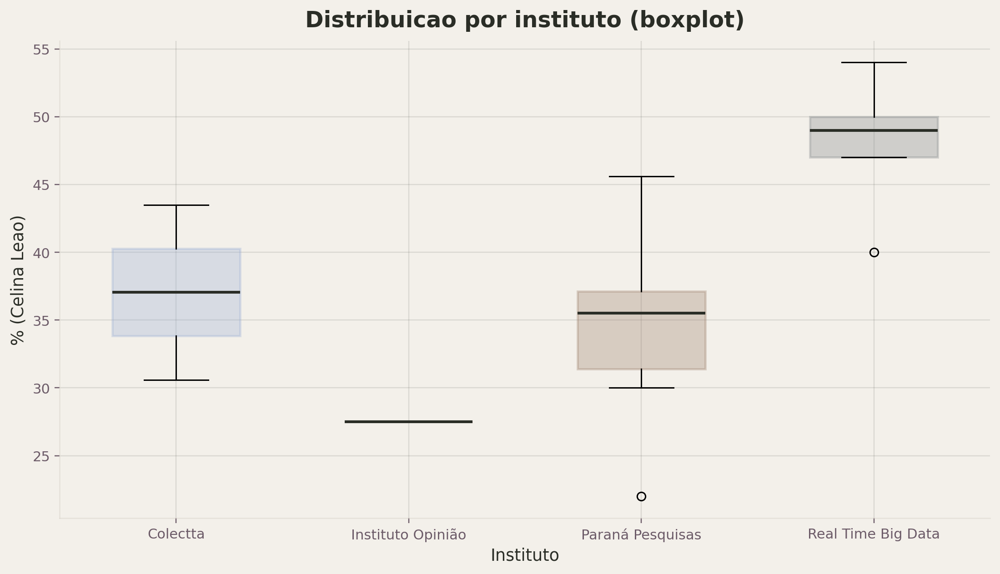 Distribuicao por instituto (boxplot)
% (Celina Leao)
55
50
45
40
35
30
25
Colectta
Instituto Opinião
Paraná Pesquisas
Real Time Big Data
Instituto